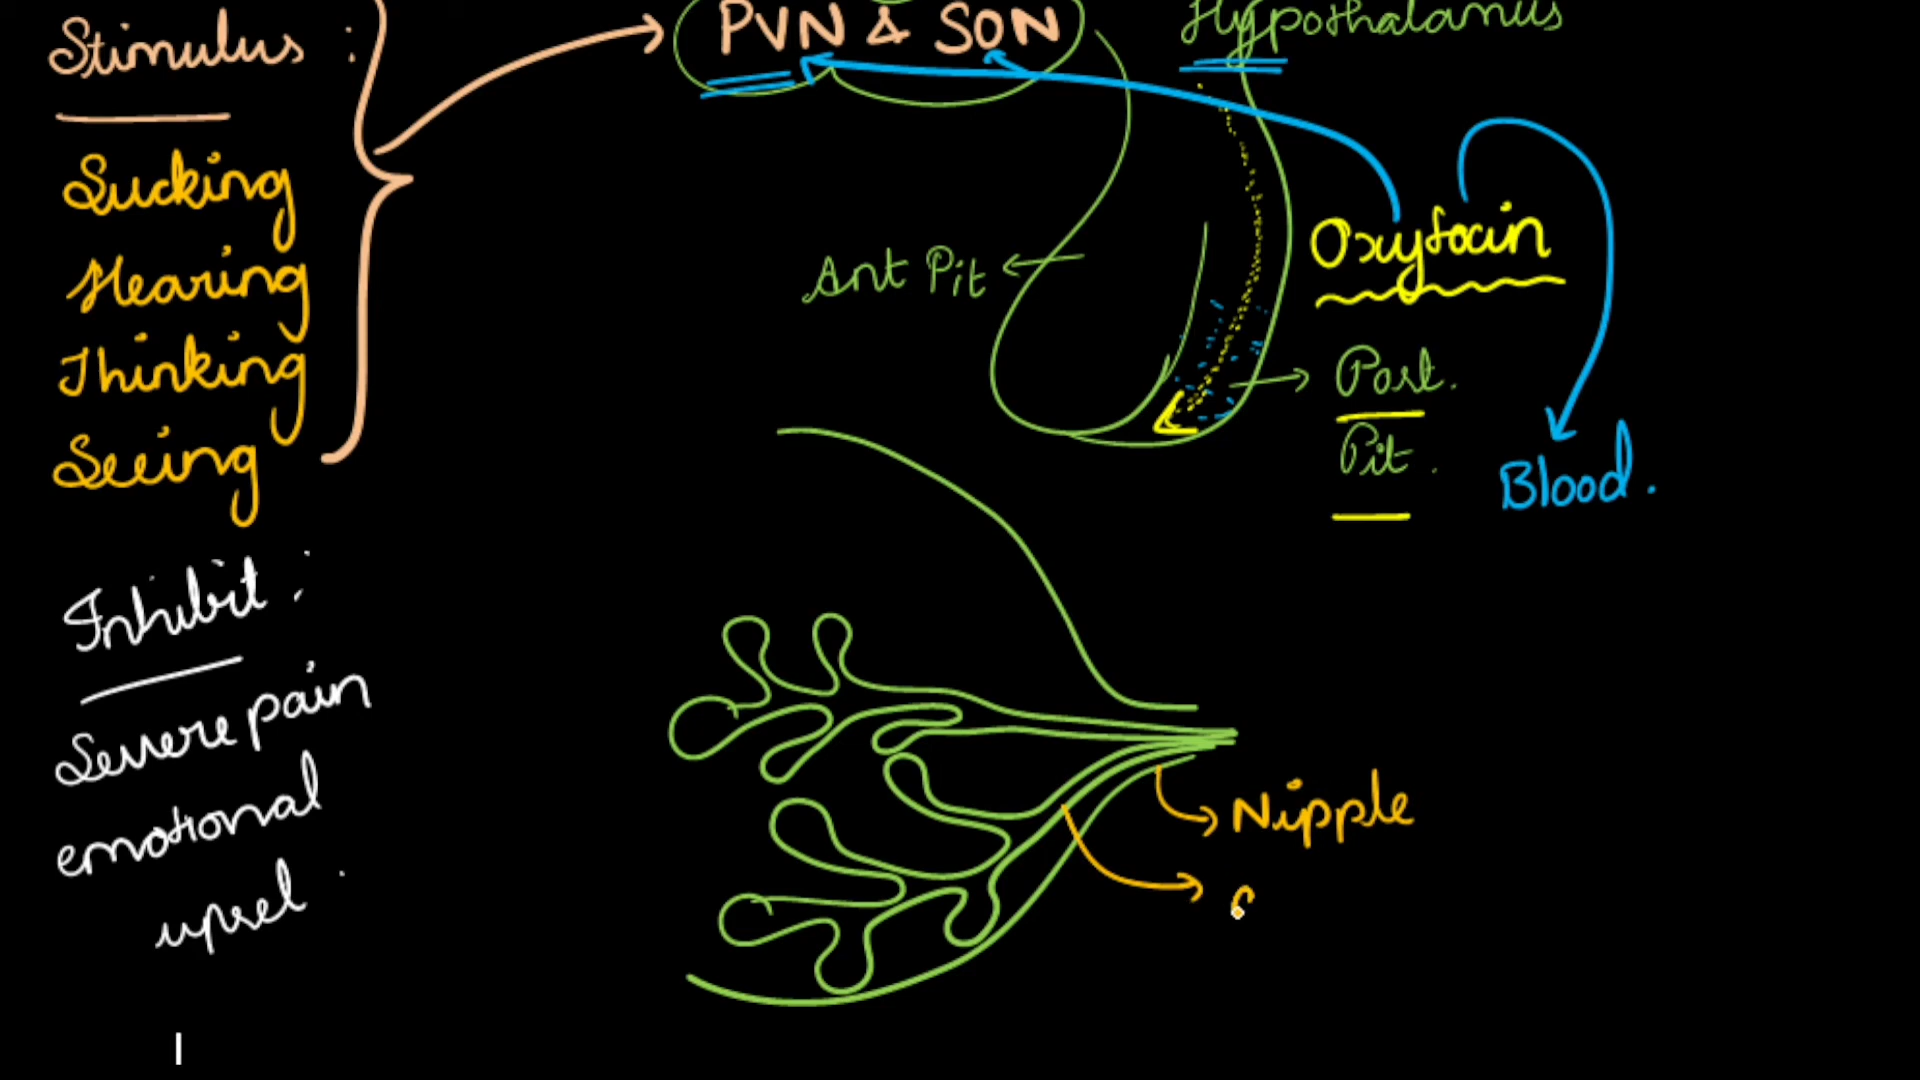 Stimulus :
Sucking
Hearing
Thinking
Seeing
Inhibit :
Severe pain
emotional
upset.
PVN & SON
Hypothalamus
Ant Pit
Oxytocin
Post.
Pit.
Blood.
Nipple